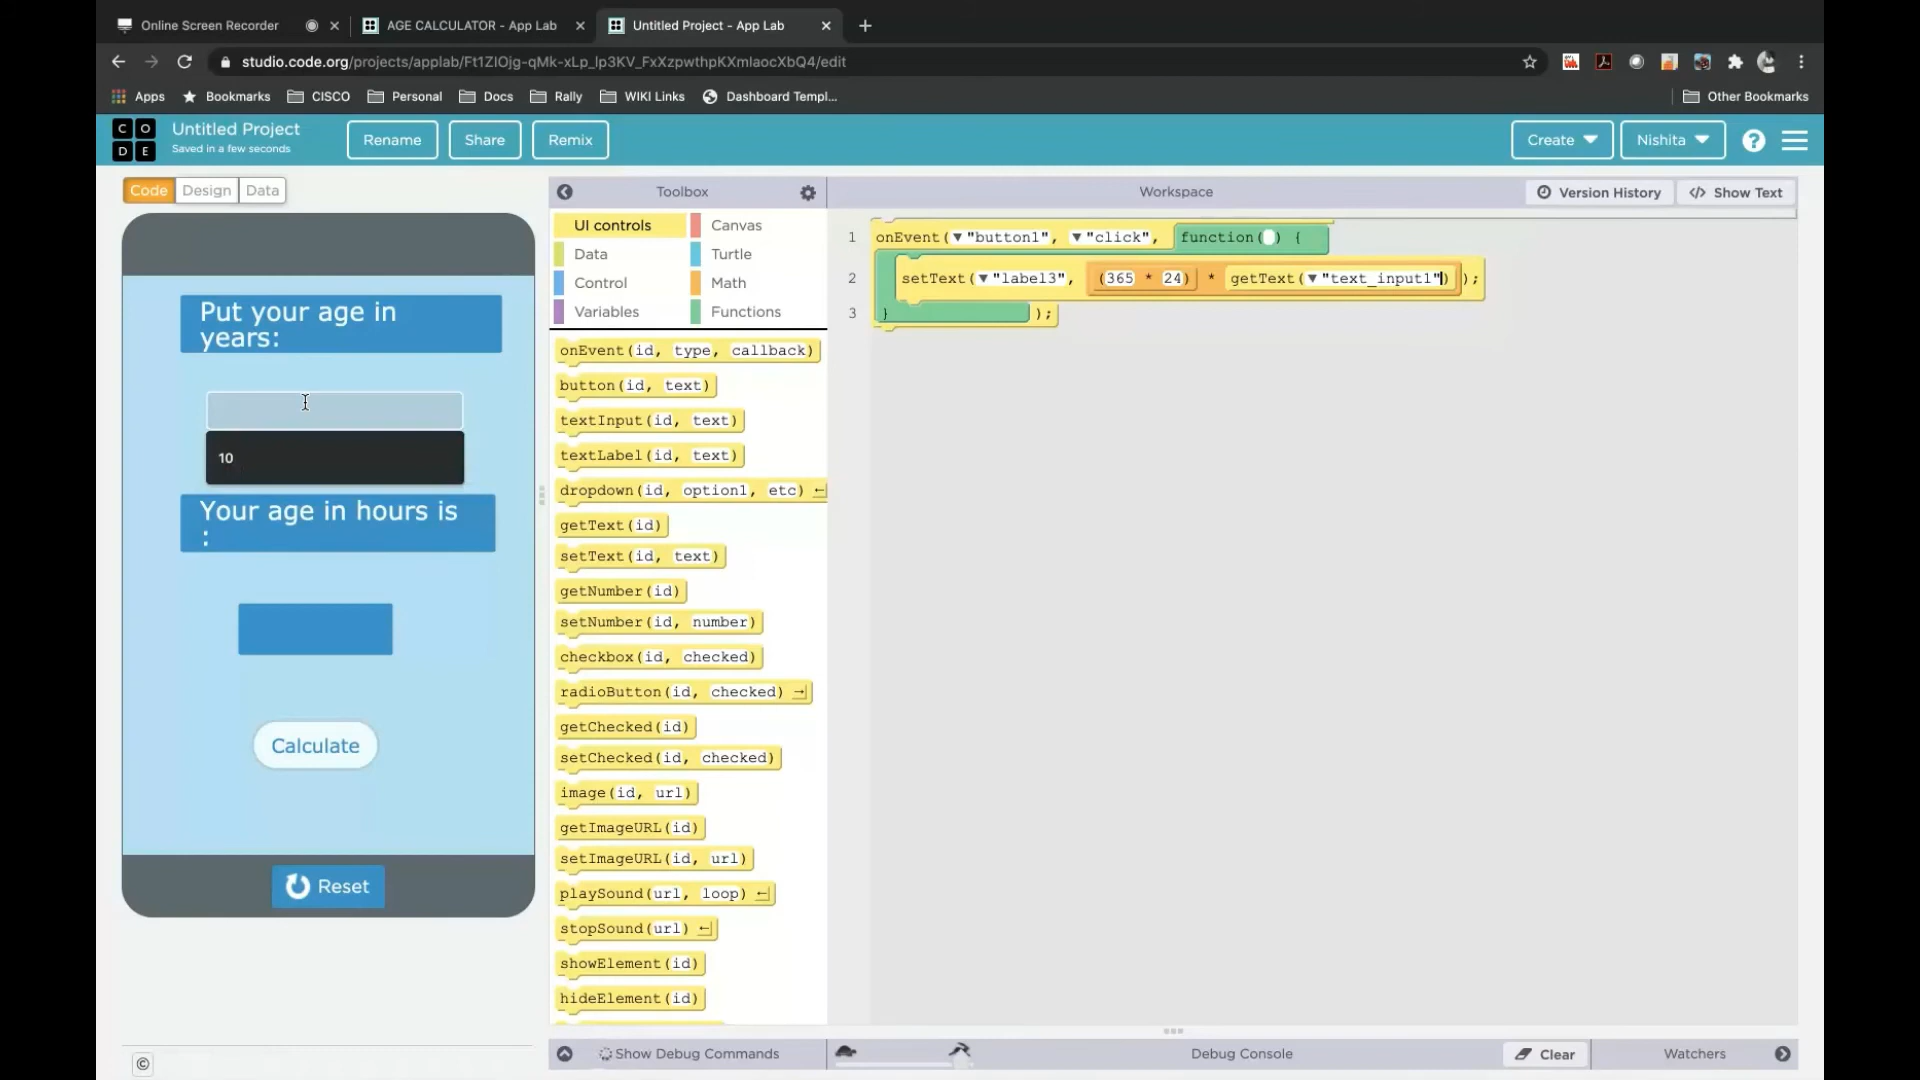 Online Screen Recorder
AGE CALCULATOR - App Lab
Untitled Project - App Lab
studio.code.org/projects/applab/Ft1ZIOjg-qMk-xLp_lp3KV_FxXzpwthpKXmlaocXbQ4/edit
Apps
Bookmarks
CISCO
Personal
Docs
Rally
WIKI Links
Dashboard Templ...
Other Bookmarks
C O
D E
Untitled Project
Saved in a few seconds
Rename
Share
Remix
Create
Nishita
?
Code
Design
Data
Toolbox
Workspace
Version History
</> Show Text
Put your age in
years:
10
Your age in hours is
:
Calculate
Reset
©
UI controls
Canvas
Data
Turtle
Control
Math
Variables
Functions
onEvent(id, type, callback)
button(id, text)
textInput(id, text)
textLabel(id, text)
dropdown(id, option1, etc)
getText(id)
setText(id, text)
getNumber(id)
setNumber(id, number)
checkbox(id, checked)
radioButton(id, checked)
getChecked(id)
setChecked(id, checked)
image(id, url)
getImageURL(id)
setImageURL(id, url)
playSound(url, loop)
stopSound(url)
showElement(id)
hideElement(id)
1 onEvent(▼"button1", ▼"click", function( ) {
2 setText(▼"label3", (365 * 24) * getText(▼"text_input1") );
3 } );
Show Debug Commands
Debug Console
Clear
Watchers